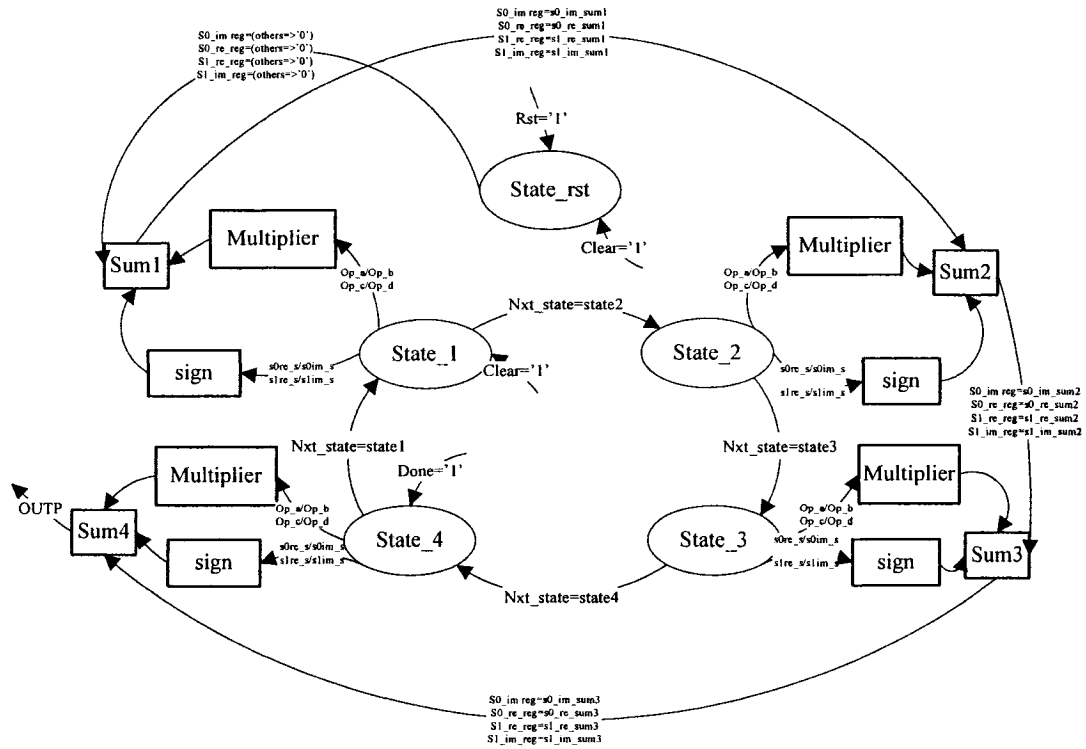 S0_im reg=s0_im_sum1
S0_re_reg=s0_re_sum1
S1_re_reg=s1_re_sum1
S1_im_reg=s1_im_sum1
S0_im reg=(others=>'0')
S0_re_reg=(others=>'0')
S1_re_reg=(others=>'0')
S1_im_reg=(others=>'0')
Rst='1'
State_rst
Clear='1'
Multiplier
Sum1
Op_a/Op_b
Op_c/Op_d
sign
s0re_s/s0im_s
s1re_s/s1im_s
State_1
Clear='1'
Nxt_state=state2
Multiplier
Sum2
Op_a/Op_b
Op_c/Op_d
State_2
s0re_s/s0im_s
s1re_s/s1im_s
sign
S0_im reg=s0_im_sum2
S0_re_reg=s0_re_sum2
S1_re_reg=s1_re_sum2
S1_im_reg=s1_im_sum2
Nxt_state=state1
Nxt_state=state3
Done='1'
Multiplier
OUTP
Sum4
Op_a/Op_b
Op_c/Op_d
sign
s0re_s/s0im_s
s1re_s/s1im_s
State_4
Nxt_state=state4
State_3
Multiplier
Op_a/Op_b
Op_c/Op_d
s0re_s/s0im_s
s1re_s/s1im_s
sign
Sum3
S0_im reg=s0_im_sum3
S0_re_reg=s0_re_sum3
S1_re_reg=s1_re_sum3
S1_im_reg=s1_im_sum3